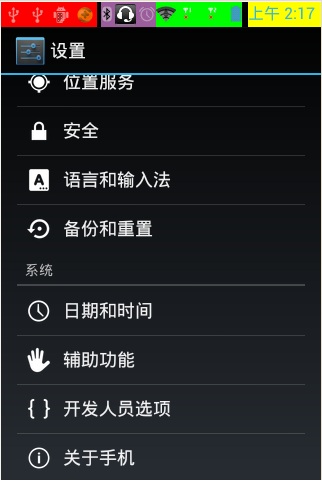 上午 2:17
设置
位置服务
安全
语言和输入法
备份和重置
系统
日期和时间
辅助功能
开发人员选项
关于手机